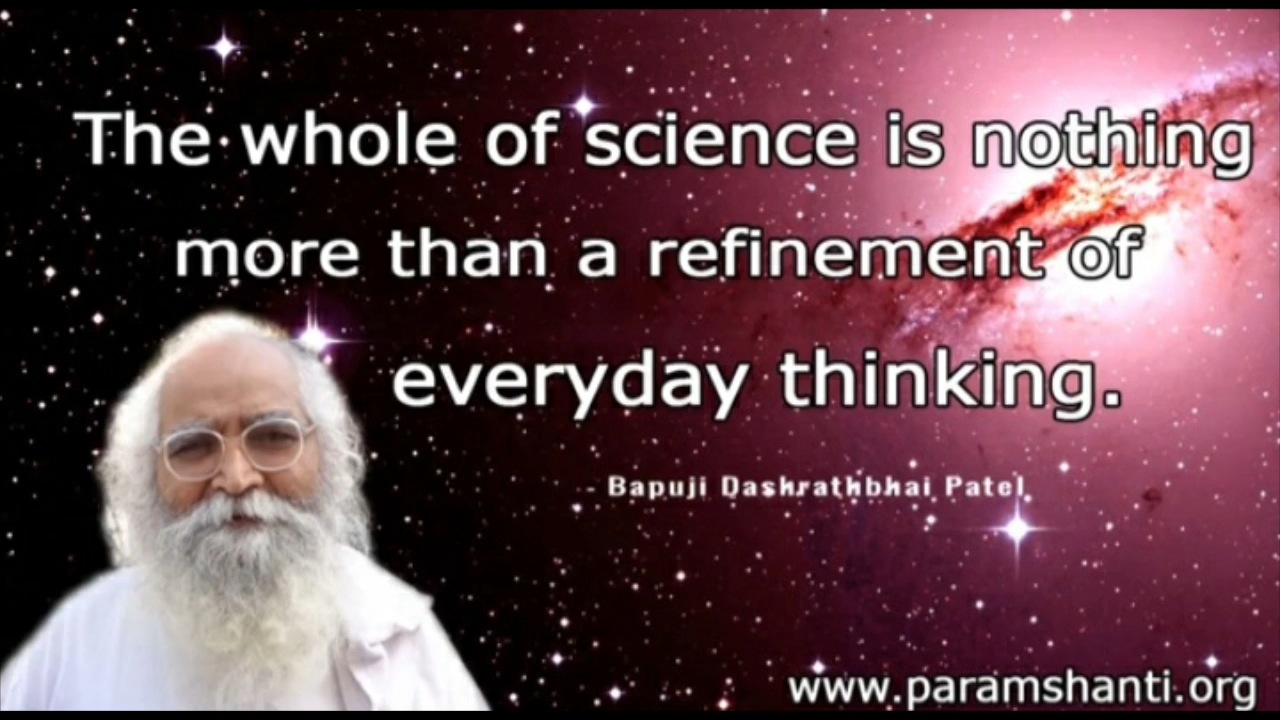 The whole of science is nothing
more than a refinement of
everyday thinking.
- Bapuji Dashrathbhai Patel
www.paramshanti.org